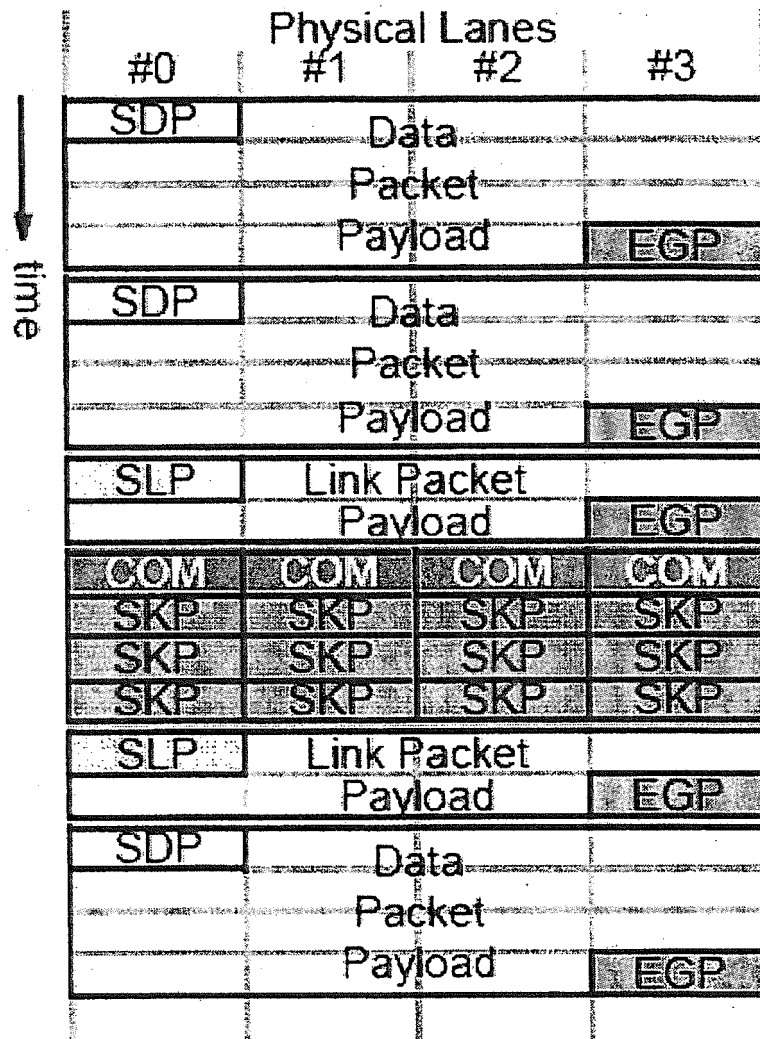 Physical Lanes
#0 #1 #2 #3
time
SDP Data
Packet
Payload EGP
SDP Data
Packet
Payload EGP
SLP Link Packet
Payload EGP
COM COM COM COM
SKP SKP SKP SKP
SKP SKP SKP SKP
SKP SKP SKP SKP
SLP Link Packet
Payload EGP
SDP Data
Packet
Payload EGP